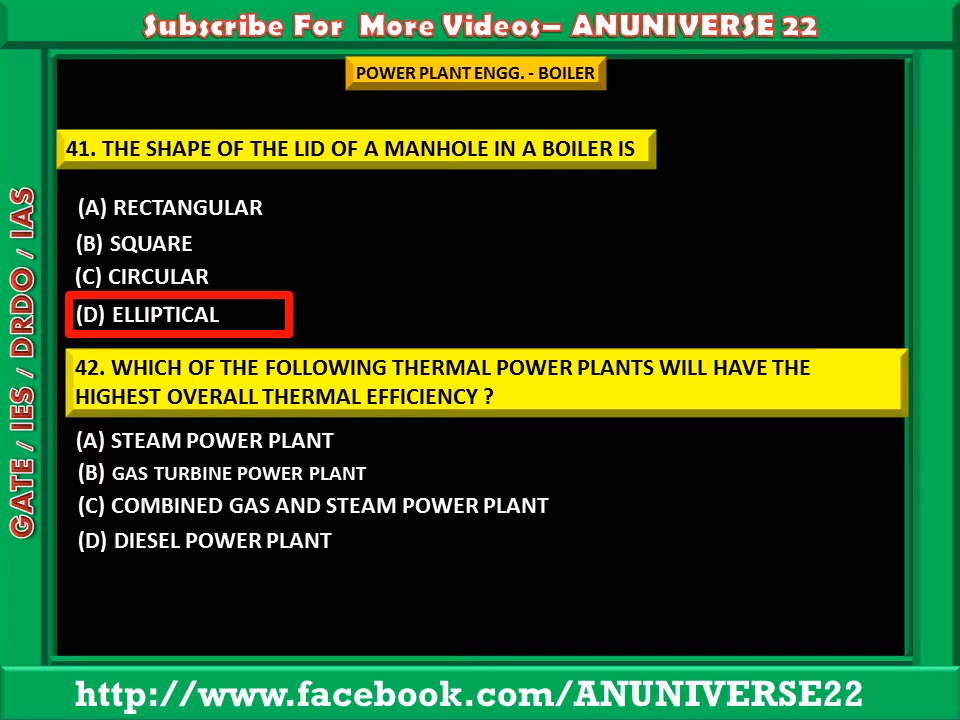 Subscribe For More Videos– ANUNIVERSE 22
POWER PLANT ENGG. - BOILER
41. THE SHAPE OF THE LID OF A MANHOLE IN A BOILER IS
(A) RECTANGULAR
(B) SQUARE
(C) CIRCULAR
(D) ELLIPTICAL
42. WHICH OF THE FOLLOWING THERMAL POWER PLANTS WILL HAVE THE
HIGHEST OVERALL THERMAL EFFICIENCY ?
(A) STEAM POWER PLANT
(B) GAS TURBINE POWER PLANT
(C) COMBINED GAS AND STEAM POWER PLANT
(D) DIESEL POWER PLANT
GATE / IES / DRDO / IAS
http://www.facebook.com/ANUNIVERSE22